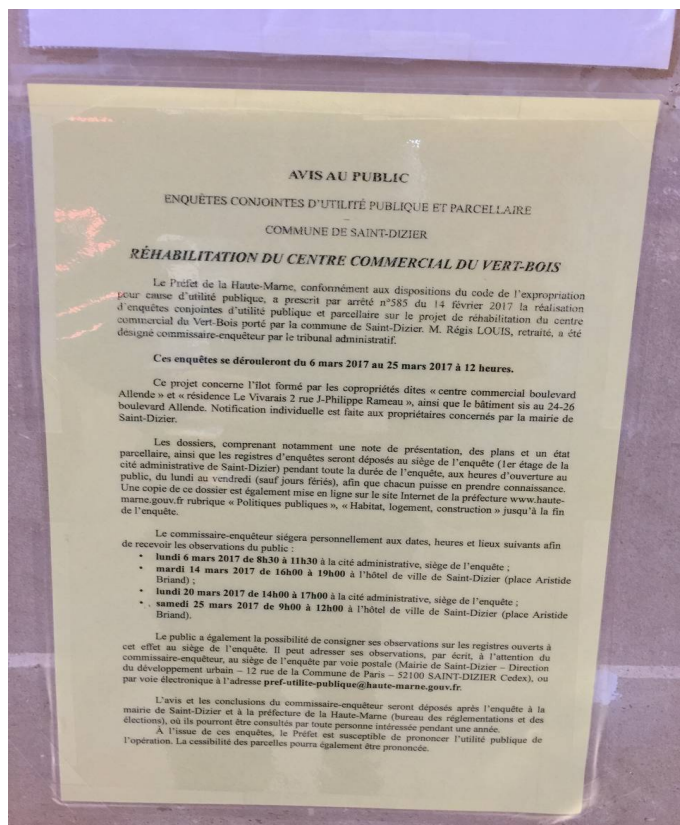 AVIS AU PUBLIC
ENQUÊTES CONJOINTES D'UTILITÉ PUBLIQUE ET PARCELLAIRE
–
COMMUNE DE SAINT-DIZIER
RÉHABILITATION DU CENTRE COMMERCIAL DU VERT-BOIS
Le Préfet de la Haute-Marne, conformément aux dispositions du code de l'expropriation
pour cause d'utilité publique, a prescrit par arrêté n°585 du 14 février 2017 la réalisation
d'enquêtes conjointes d'utilité publique et parcellaire sur le projet de réhabilitation du centre
commercial du Vert-Bois porté par la commune de Saint-Dizier. M. Régis LOUIS, retraité, a été
désigné commissaire-enquêteur par le tribunal administratif.
Ces enquêtes se dérouleront du 6 mars 2017 au 25 mars 2017 à 12 heures.
Ce projet concerne l'îlot formé par les copropriétés dites « centre commercial boulevard
Allende » et « résidence Le Vivarais 2 rue J-Philippe Rameau », ainsi que le bâtiment sis au 24-26
boulevard Allende. Notification individuelle est faite aux propriétaires concernés par la mairie de
Saint-Dizier.
Les dossiers, comprenant notamment une note de présentation, des plans et un état
parcellaire, ainsi que les registres d'enquêtes seront déposés au siège de l'enquête (1er étage de la
cité administrative de Saint-Dizier) pendant toute la durée de l'enquête, aux heures d'ouverture au
public, du lundi au vendredi (sauf jours fériés), afin que chacun puisse en prendre connaissance.
Une copie de ce dossier est également mise en ligne sur le site Internet de la préfecture www.haute-
marne.gouv.fr rubrique « Politiques publiques », « Habitat, logement, construction » jusqu'à la fin
de l'enquête.
Le commissaire-enquêteur siégera personnellement aux dates, heures et lieux suivants afin
de recevoir les observations du public :
• lundi 6 mars 2017 de 8h30 à 11h30 à la cité administrative, siège de l'enquête ;
• mardi 14 mars 2017 de 16h00 à 19h00 à l'hôtel de ville de Saint-Dizier (place Aristide
Briand) ;
• lundi 20 mars 2017 de 14h00 à 17h00 à la cité administrative, siège de l'enquête ;
• samedi 25 mars 2017 de 9h00 à 12h00 à l'hôtel de ville de Saint-Dizier (place Aristide
Briand).
Le public a également la possibilité de consigner ses observations sur les registres ouverts à
cet effet au siège de l'enquête. Il peut adresser ses observations, par écrit, à l'attention du
commissaire-enquêteur, au siège de l'enquête par voie postale (Mairie de Saint-Dizier – Direction
du développement urbain – 12 rue de la Commune de Paris – 52100 SAINT-DIZIER Cedex), ou
par voie électronique à l'adresse pref-utilite-publique@haute-marne.gouv.fr.
L'avis et les conclusions du commissaire-enquêteur seront déposés après l'enquête à la
mairie de Saint-Dizier et à la préfecture de la Haute-Marne (bureau des réglementations et des
élections), où ils pourront être consultés par toute personne intéressée pendant une année.
À l'issue de ces enquêtes, le Préfet est susceptible de prononcer l'utilité publique de
l'opération. La cessibilité des parcelles pourra également être prononcée.